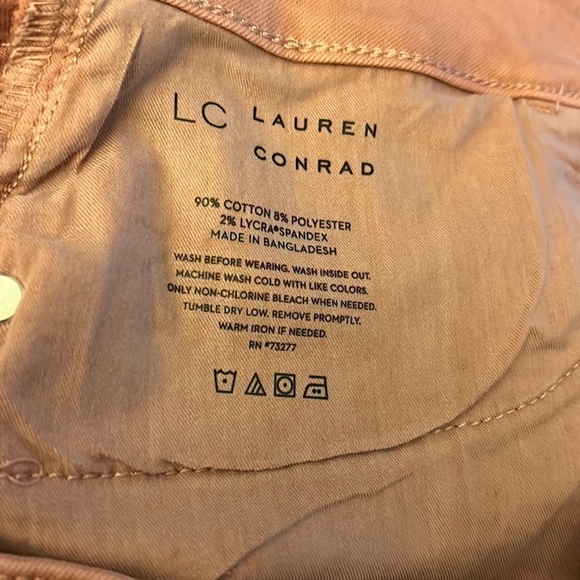 LC LAUREN
CONRAD
90% COTTON 8% POLYESTER
2% LYCRA®SPANDEX
MADE IN BANGLADESH
WASH BEFORE WEARING. WASH INSIDE OUT.
MACHINE WASH COLD WITH LIKE COLORS.
ONLY NON-CHLORINE BLEACH WHEN NEEDED.
TUMBLE DRY LOW. REMOVE PROMPTLY.
WARM IRON IF NEEDED.
RN #73277